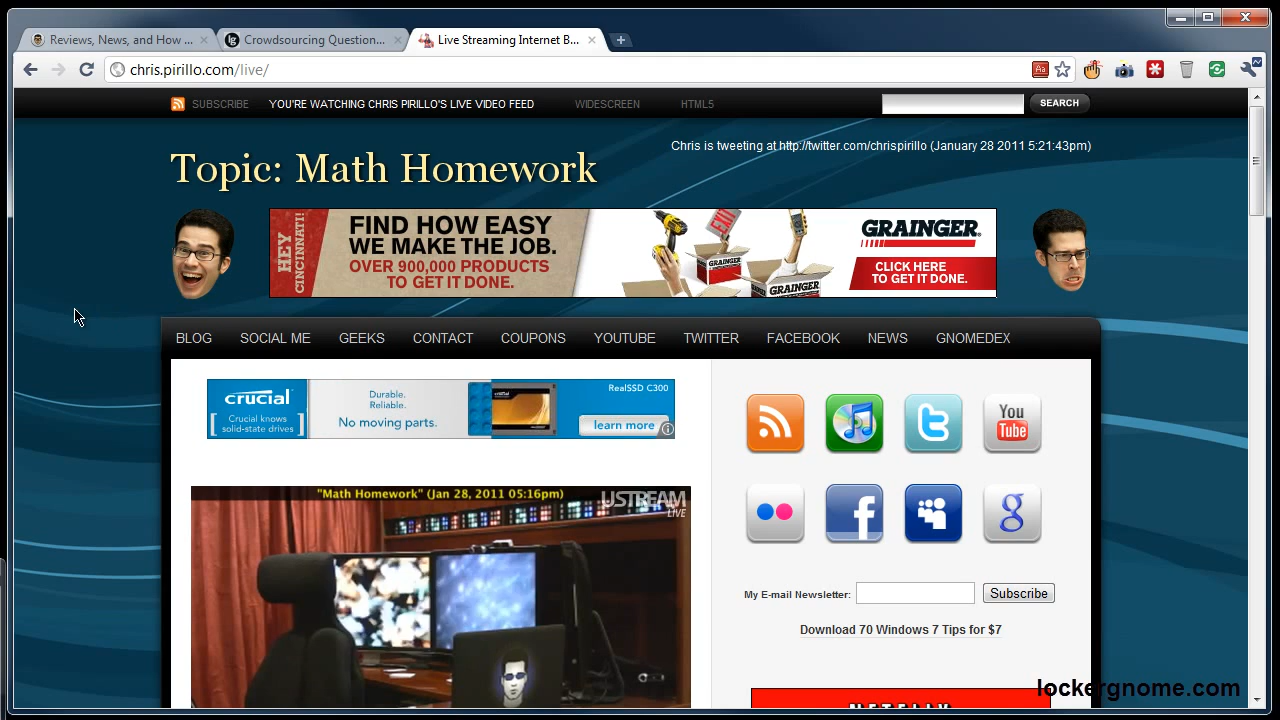 Reviews, News, and How ...
Crowdsourcing Question...
Live Streaming Internet B...
chris.pirillo.com/live/
Aa
SUBSCRIBE
YOU'RE WATCHING CHRIS PIRILLO'S LIVE VIDEO FEED
WIDESCREEN
HTML5
SEARCH
Chris is tweeting at http://twitter.com/chrispirillo (January 28 2011 5:21:43pm)
Topic: Math Homework
HEY CINCINNATI!
FIND HOW EASY
WE MAKE THE JOB.
OVER 900,000 PRODUCTS
TO GET IT DONE.
EXIT
GRAINGER
GRAINGER
GRAINGER
CLICK HERE
TO GET IT DONE.
BLOG SOCIAL ME GEEKS CONTACT COUPONS YOUTUBE TWITTER FACEBOOK NEWS GNOMEDEX
crucial
Crucial knows
solid-state drives
Durable.
Reliable.
No moving parts.
crucial
RealSSD C300
learn more
You
Tube
"Math Homework" (Jan 28, 2011 05:16pm)
USTREAM
LIVE
My E-mail Newsletter:
Subscribe
Download 70 Windows 7 Tips for $7
NETFLIX
lockergnome.com